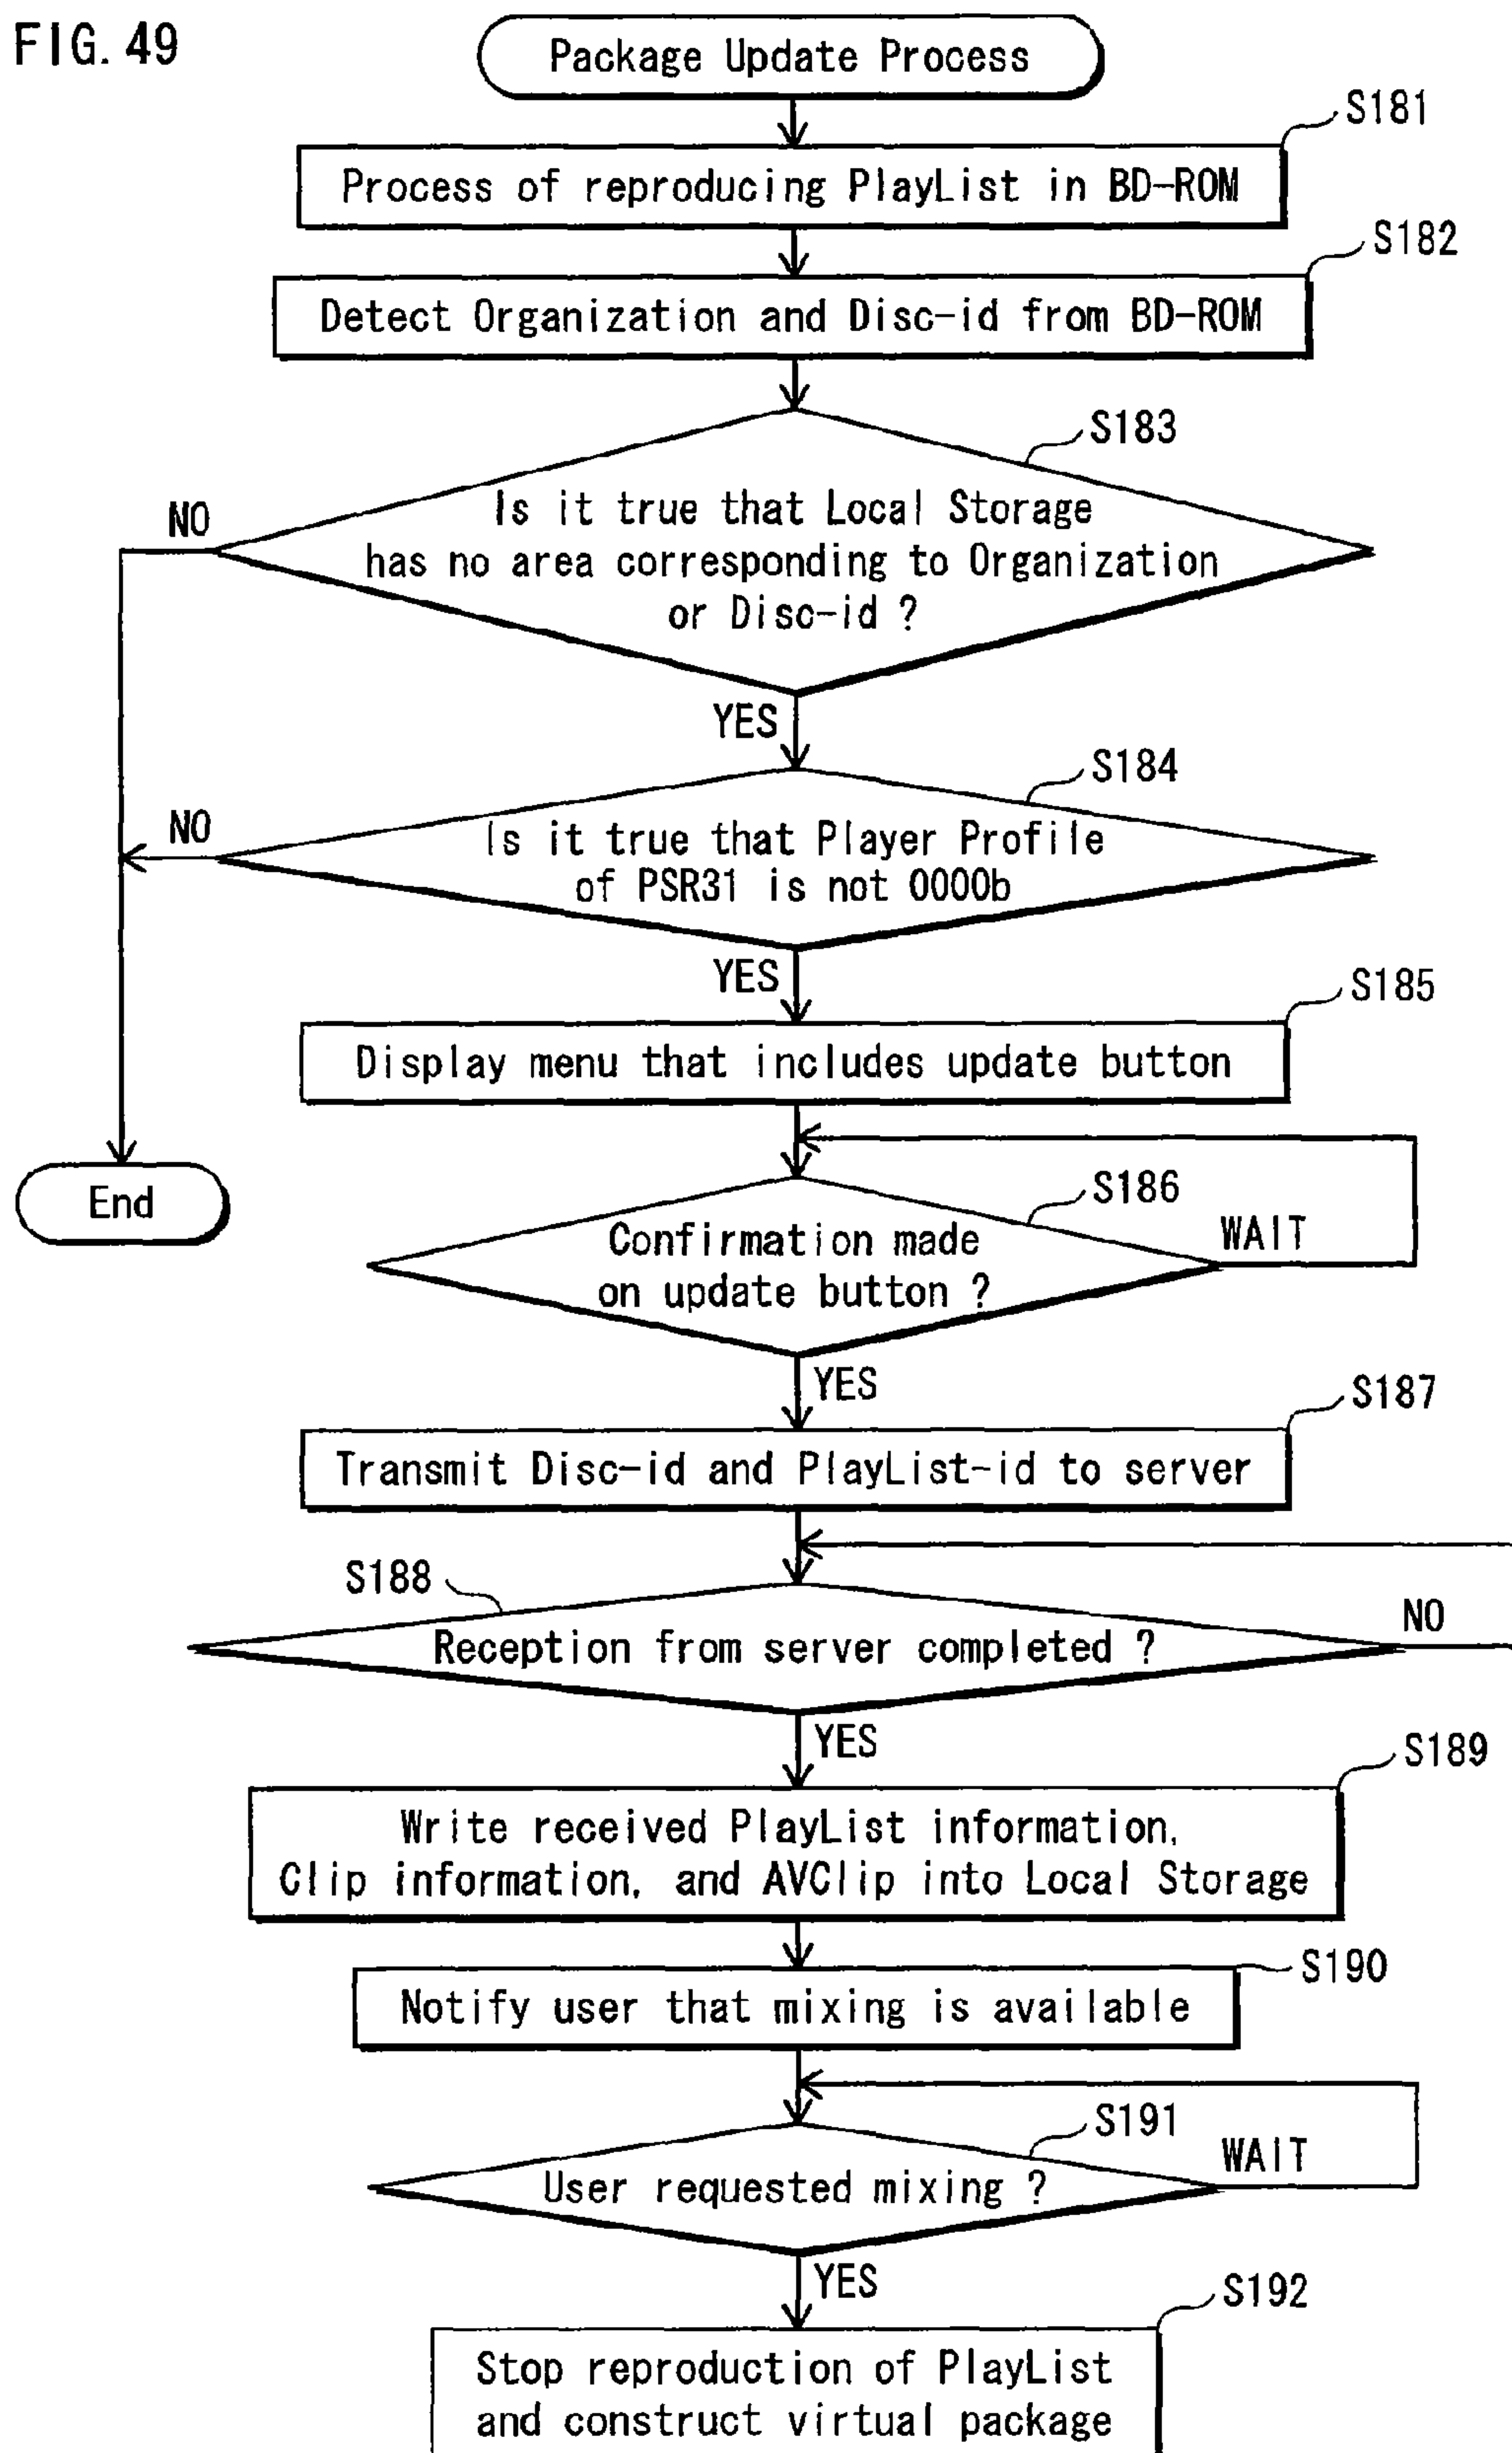 FIG. 49
Package Update Process
S181
Process of reproducing PlayList in BD-ROM
S182
Detect Organization and Disc-id from BD-ROM
S183
Is it true that Local Storage
has no area corresponding to Organization
or Disc-id ?
NO
YES
S184
Is it true that Player Profile
of PSR31 is not 0000b
NO
YES
S185
Display menu that includes update button
End
S186
Confirmation made
on update button ?
WAIT
YES
S187
Transmit Disc-id and PlayList-id to server
S188
Reception from server completed ?
NO
YES
S189
Write received PlayList information,
Clip information, and AVClip into Local Storage
S190
Notify user that mixing is available
S191
User requested mixing ?
WAIT
YES
S192
Stop reproduction of PlayList
and construct virtual package